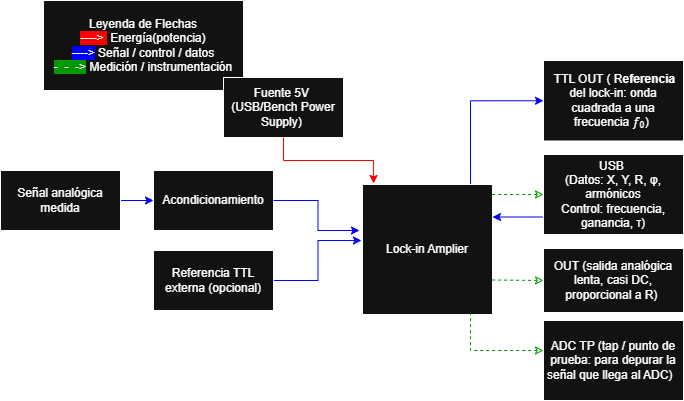 Leyenda de Flechas
----> Energía(potencia)
----> Señal / control / datos
- - -> Medición / instrumentación
Fuente 5V
(USB/Bench Power
Supply)
Señal analógica
medida
Acondicionamiento
Referencia TTL
externa (opcional)
Lock-in Amplier
TTL OUT ( Referencia
del lock-in: onda
cuadrada a una
frecuencia f₀)
USB
(Datos: X, Y, R, φ,
armónicos
Control: frecuencia,
ganancia, τ)
OUT (salida analógica
lenta, casi DC,
proporcional a R)
ADC TP (tap / punto de
prueba: para depurar la
señal que llega al ADC)